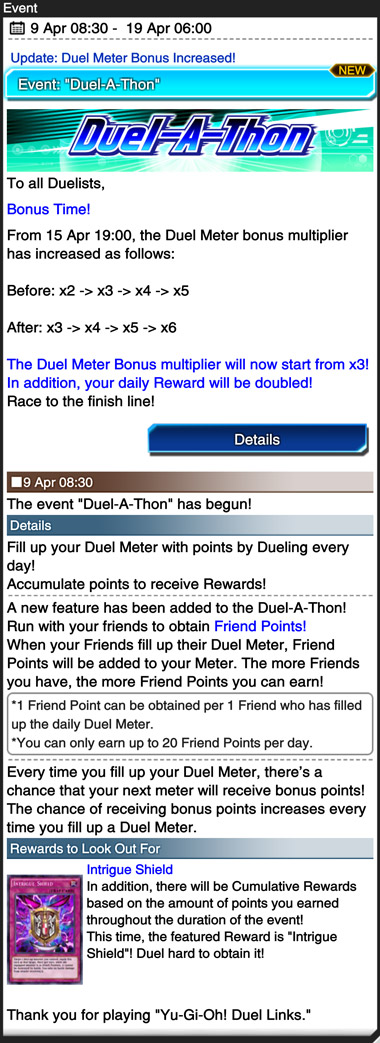 Event
9 Apr 08:30 - 19 Apr 06:00
Update: Duel Meter Bonus Increased!
NEW
Event: "Duel-A-Thon"
Duel-A-Thon
To all Duelists,
Bonus Time!
From 15 Apr 19:00, the Duel Meter bonus multiplier
has increased as follows:
Before: x2 -> x3 -> x4 -> x5
After: x3 -> x4 -> x5 -> x6
The Duel Meter Bonus multiplier will now start from x3!
In addition, your daily Reward will be doubled!
Race to the finish line!
Details
■9 Apr 08:30
The event "Duel-A-Thon" has begun!
Details
Fill up your Duel Meter with points by Dueling every
day!
Accumulate points to receive Rewards!
A new feature has been added to the Duel-A-Thon!
Run with your friends to obtain Friend Points!
When your Friends fill up their Duel Meter, Friend
Points will be added to your Meter. The more Friends
you have, the more Friend Points you can earn!
*1 Friend Point can be obtained per 1 Friend who has filled
up the daily Duel Meter.
*You can only earn up to 20 Friend Points per day.
Every time you fill up your Duel Meter, there's a
chance that your next meter will receive bonus points!
The chance of receiving bonus points increases every
time you fill up a Duel Meter.
Rewards to Look Out For
Intrigue Shield
Intrigue Shield
In addition, there will be Cumulative Rewards
based on the amount of points you earned
throughout the duration of the event!
This time, the featured Reward is "Intrigue
Shield"! Duel hard to obtain it!
Thank you for playing "Yu-Gi-Oh! Duel Links."